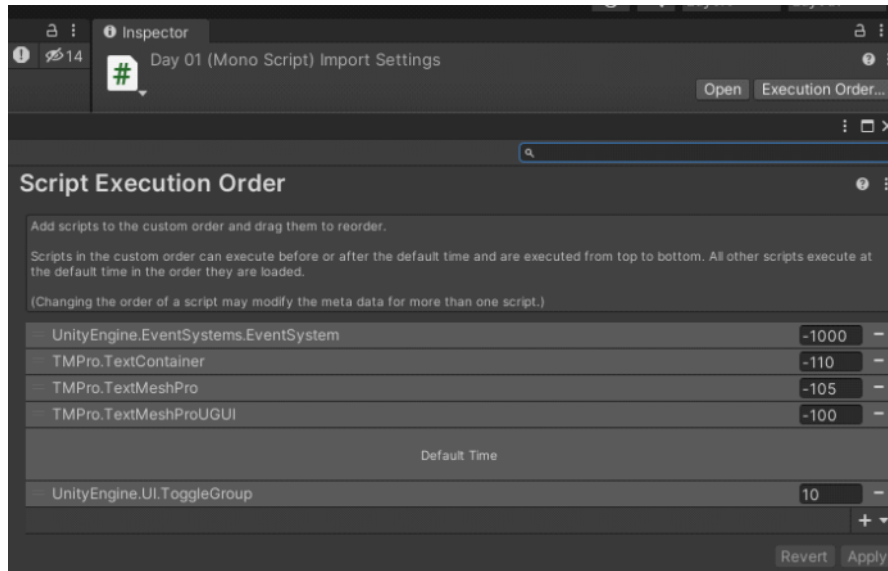 Inspector
14
Day 01 (Mono Script) Import Settings
#
Open Execution Order...
Script Execution Order
Add scripts to the custom order and drag them to reorder.
Scripts in the custom order can execute before or after the default time and are executed from top to bottom. All other scripts execute at
the default time in the order they are loaded.
(Changing the order of a script may modify the meta data for more than one script.)
UnityEngine.EventSystems.EventSystem -1000
TMPro.TextContainer -110
TMPro.TextMeshPro -105
TMPro.TextMeshProUGUI -100
Default Time
UnityEngine.UI.ToggleGroup 10
Revert Apply